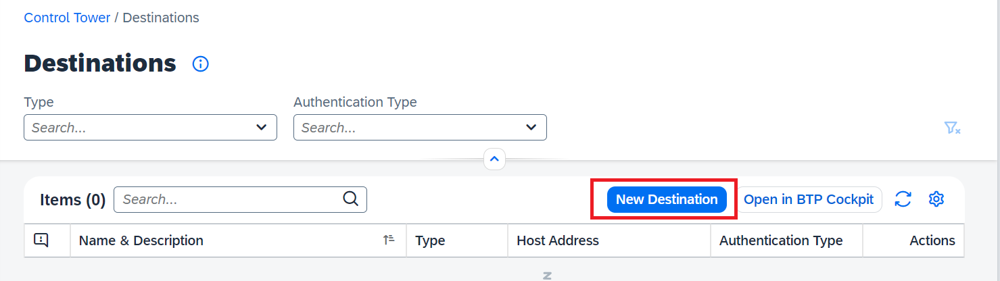 Control Tower / Destinations
Destinations
Type
Authentication Type
Search...
Search...
Items (0)
Search...
New Destination
Open in BTP Cockpit
Name & Description
Type
Host Address
Authentication Type
Actions
z